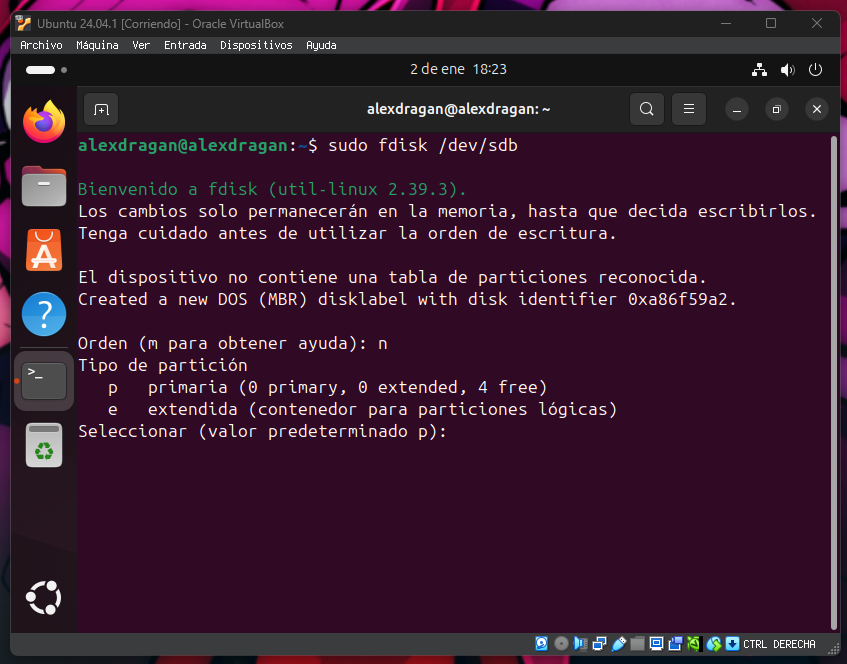 Ubuntu 24.04.1 [Corriendo] - Oracle VirtualBox
Archivo Máquina Ver Entrada Dispositivos Ayuda
2 de ene 18:23
alexdragan@alexdragan: ~
alexdragan@alexdragan:~$ sudo fdisk /dev/sdb
Bienvenido a fdisk (util-linux 2.39.3).
Los cambios solo permanecerán en la memoria, hasta que decida escribirlos.
Tenga cuidado antes de utilizar la orden de escritura.
El dispositivo no contiene una tabla de particiones reconocida.
Created a new DOS (MBR) disklabel with disk identifier 0xa86f59a2.
Orden (m para obtener ayuda): n
Tipo de partición
p primaria (0 primary, 0 extended, 4 free)
e extendida (contenedor para particiones lógicas)
Seleccionar (valor predeterminado p):
CTRL DERECHA